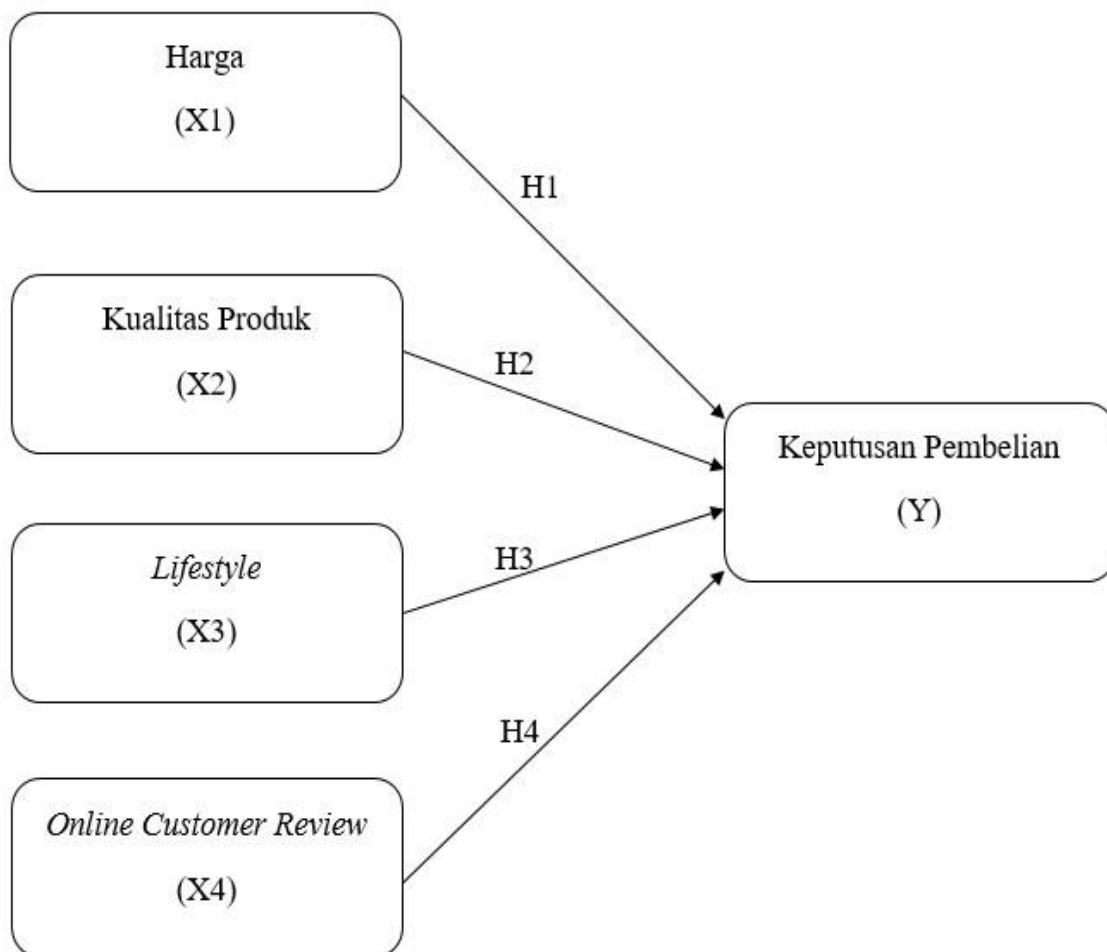 Harga
(X1)
H1
Kualitas Produk
(X2)
H2
Keputusan Pembelian
(Y)
Lifestyle
(X3)
H3
H4
Online Customer Review
(X4)